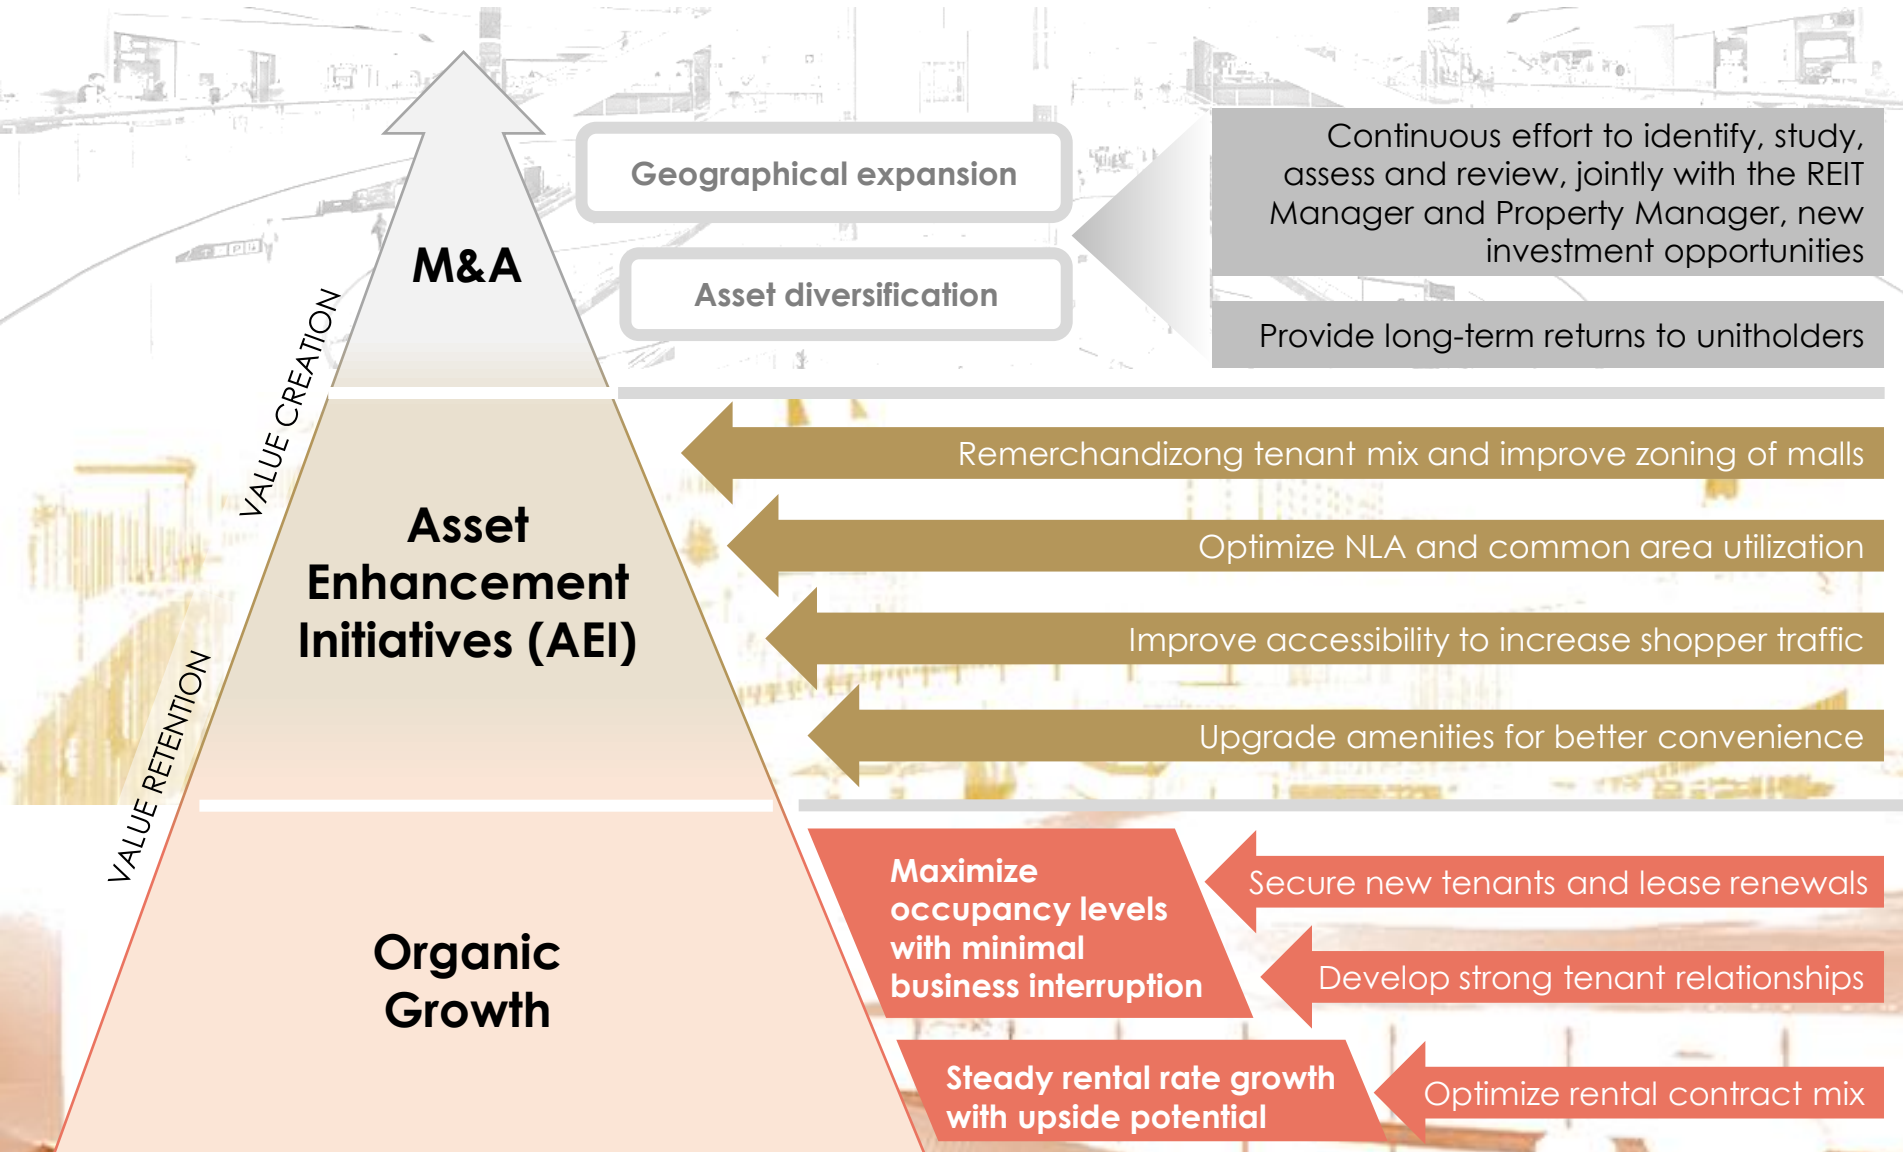 M&A
Geographical expansion
Asset diversification
Continuous effort to identify, study,
assess and review, jointly with the REIT
Manager and Property Manager, new
investment opportunities
Provide long-term returns to unitholders
VALUE CREATION
Asset
Enhancement
Initiatives (AEI)
Remerchandizong tenant mix and improve zoning of malls
Optimize NLA and common area utilization
Improve accessibility to increase shopper traffic
Upgrade amenities for better convenience
VALUE RETENTION
Organic
Growth
Maximize
occupancy levels
with minimal
business interruption
Secure new tenants and lease renewals
Develop strong tenant relationships
Steady rental rate growth
with upside potential
Optimize rental contract mix